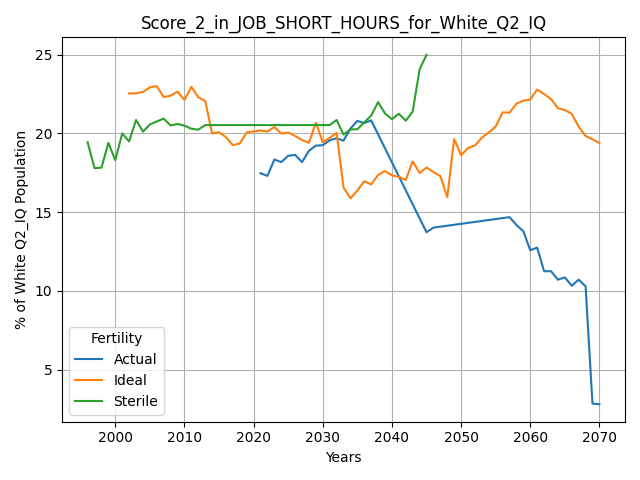 Score_2_in_JOB_SHORT_HOURS_for_White_Q2_IQ
% of White Q2_IQ Population
25
20
15
10
5
Fertility
Actual
Ideal
Sterile
2000 2010 2020 2030 2040 2050 2060 2070
Years